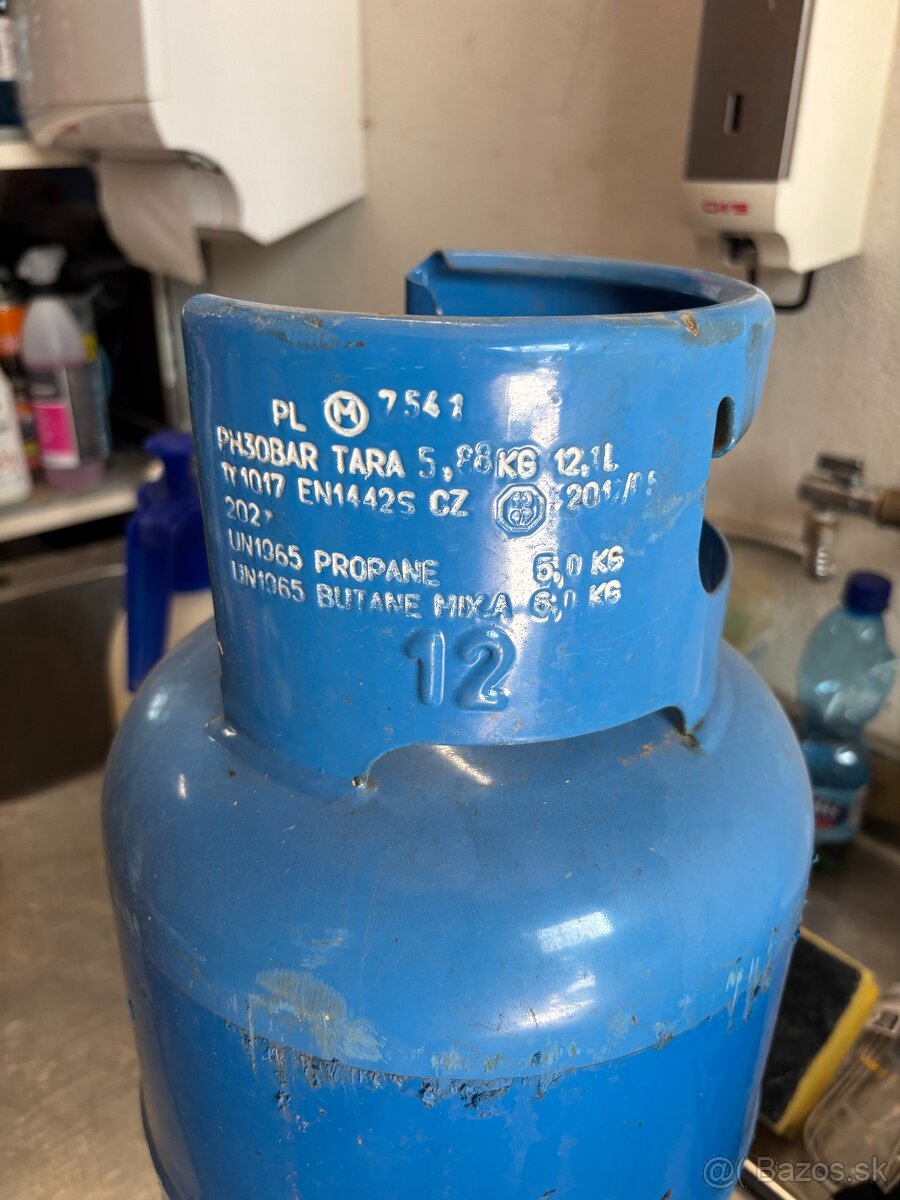 PL M 7541
PH30BAR TARA 5,88KG 12,1L
EN1442S CZ
UN1965 PROPANE 5,0 KG
UN1965 BUTANE MIX.A 6,0 KG
12
Bazos.sk